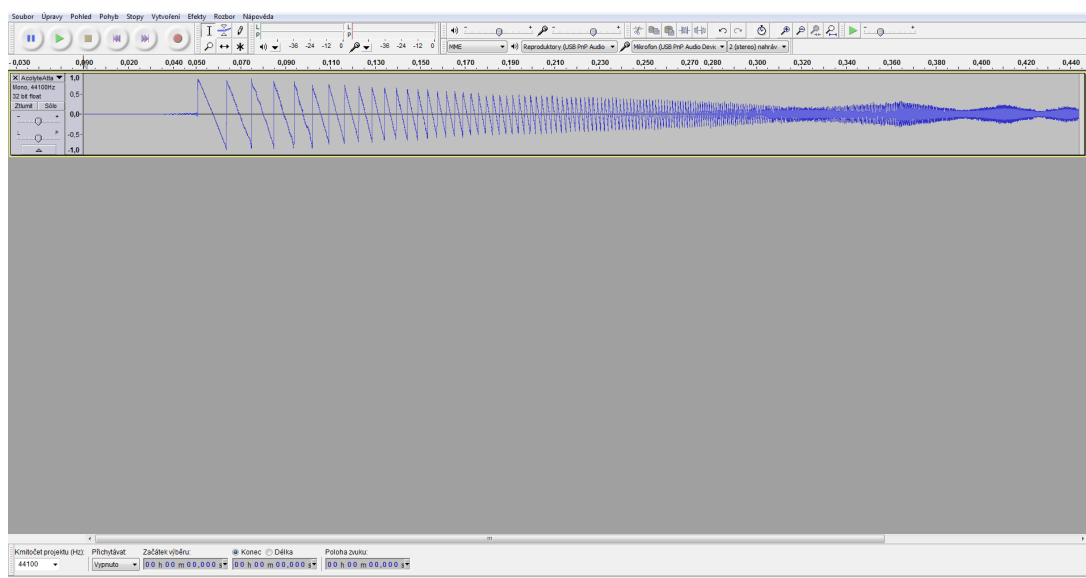 Soubor Úpravy Pohled Pohyb Stopy Vytvoření Efekty Rozbor Nápověda
L P L P
-36 -24 -12 0 -36 -24 -12 0
MME Reproduktory (USB PnP Audio Mikrofon (USB PnP Audio Devic 2 (stereo) nahráv.
- 0,030 0,000 0,020 0,040 0,050 0,070 0,090 0,110 0,130 0,150 0,170 0,190 0,210 0,230 0,250 0,270 0,280 0,300 0,320 0,340 0,360 0,380 0,400 0,420 0,440
X AcolyteAtta 1,0
Mono, 44100Hz
32 bit float 0,5-
Ztlumit Sólo
- + 0,0-
L P -0,5-
-1,0
Kmitočet projektu (Hz): Přichytávat: Začátek výběru: Konec Délka Poloha zvuku:
44100 Vypnuto 00 h 00 m 00,000 s 00 h 00 m 00,000 s 00 h 00 m 00,000 s